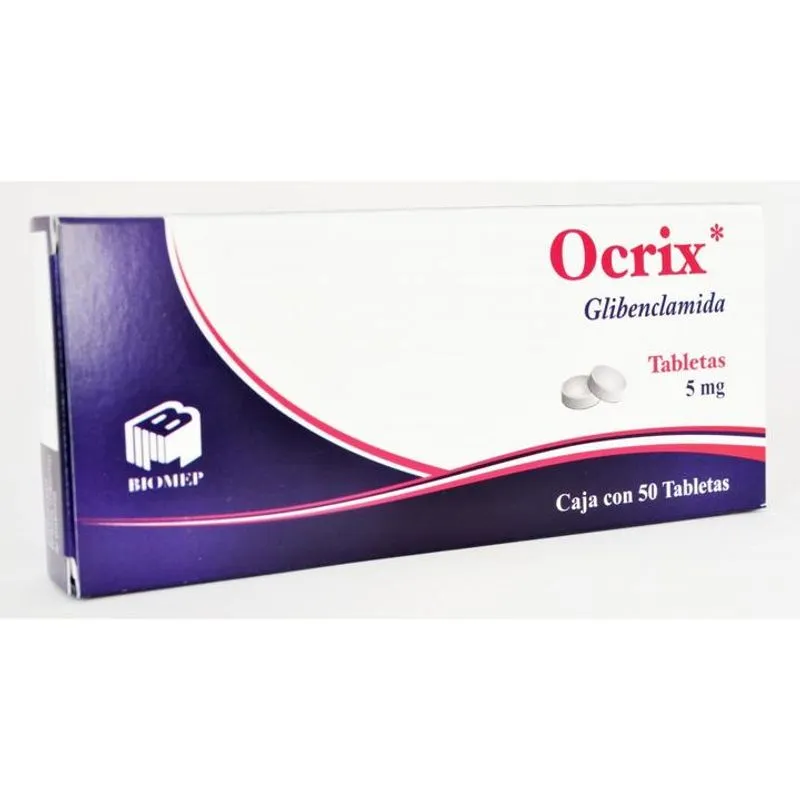 Ocrix*
Glibenclamida
Tabletas
5 mg
BIOMEP
Caja con 50 Tabletas